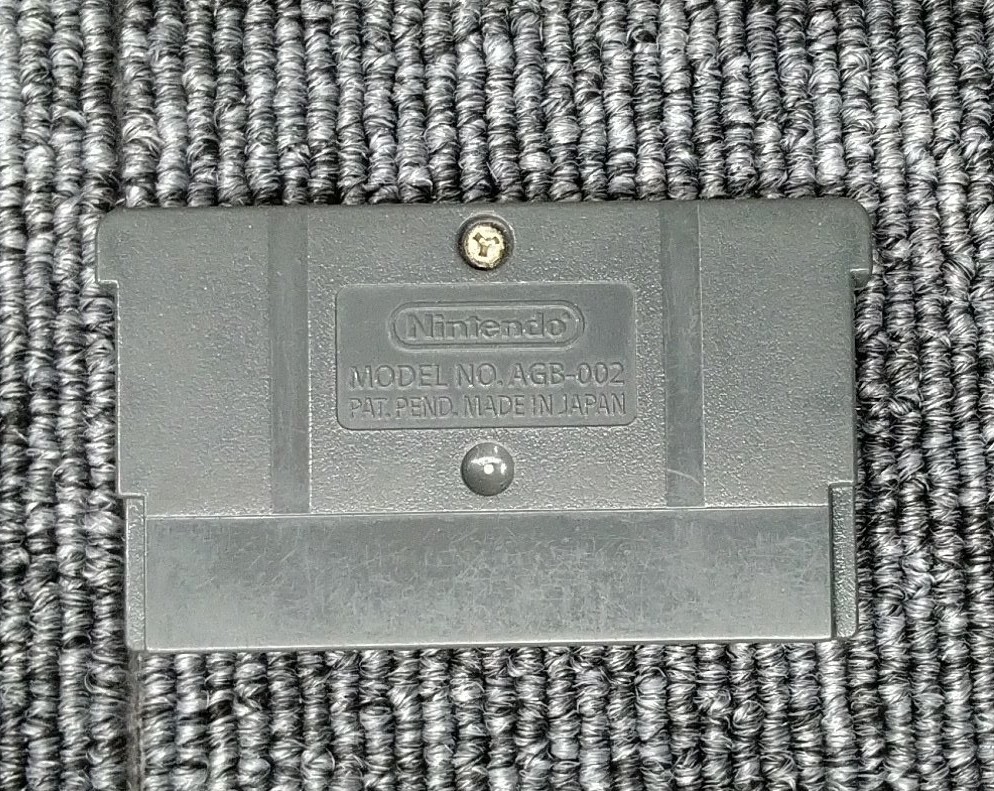 Nintendo®
MODEL NO. AGB-002
PAT. PEND. MADE IN JAPAN